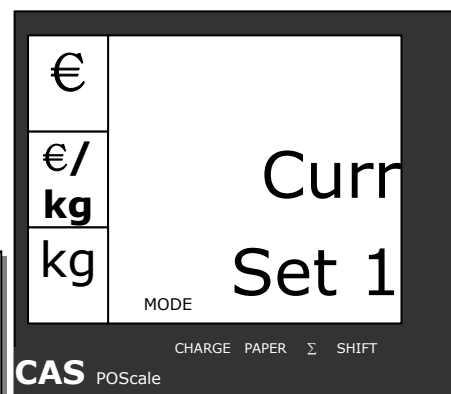 €
€/
kg
Curr
kg
Set 1
MODE
CHARGE PAPER Σ SHIFT
CAS POScale